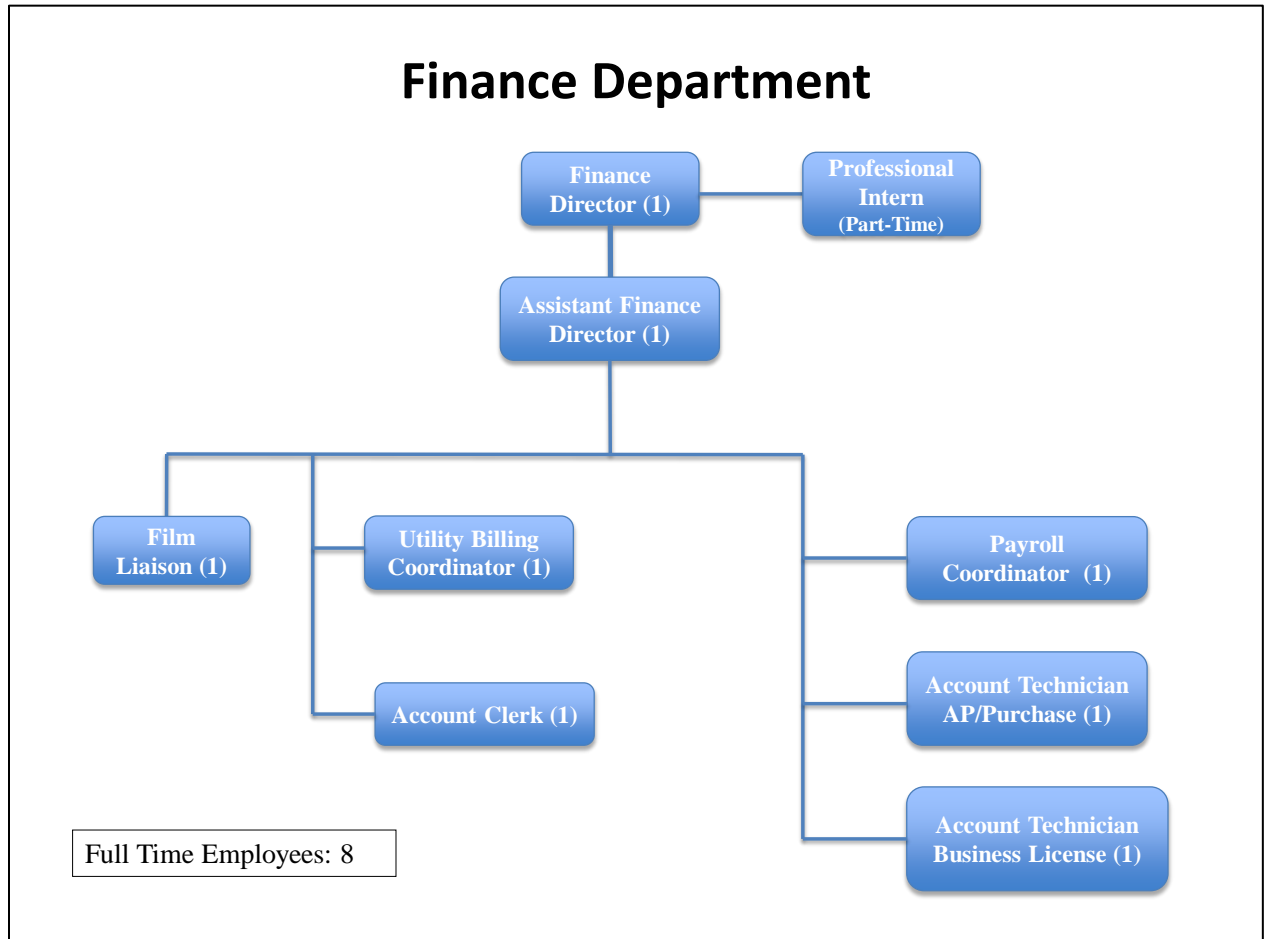 Finance Department
Finance
Director (1)
Professional
Intern
(Part-Time)
Assistant Finance
Director (1)
Film
Liaison (1)
Utility Billing
Coordinator (1)
Payroll
Coordinator (1)
Account Clerk (1)
Account Technician
AP/Purchase (1)
Account Technician
Business License (1)
Full Time Employees: 8